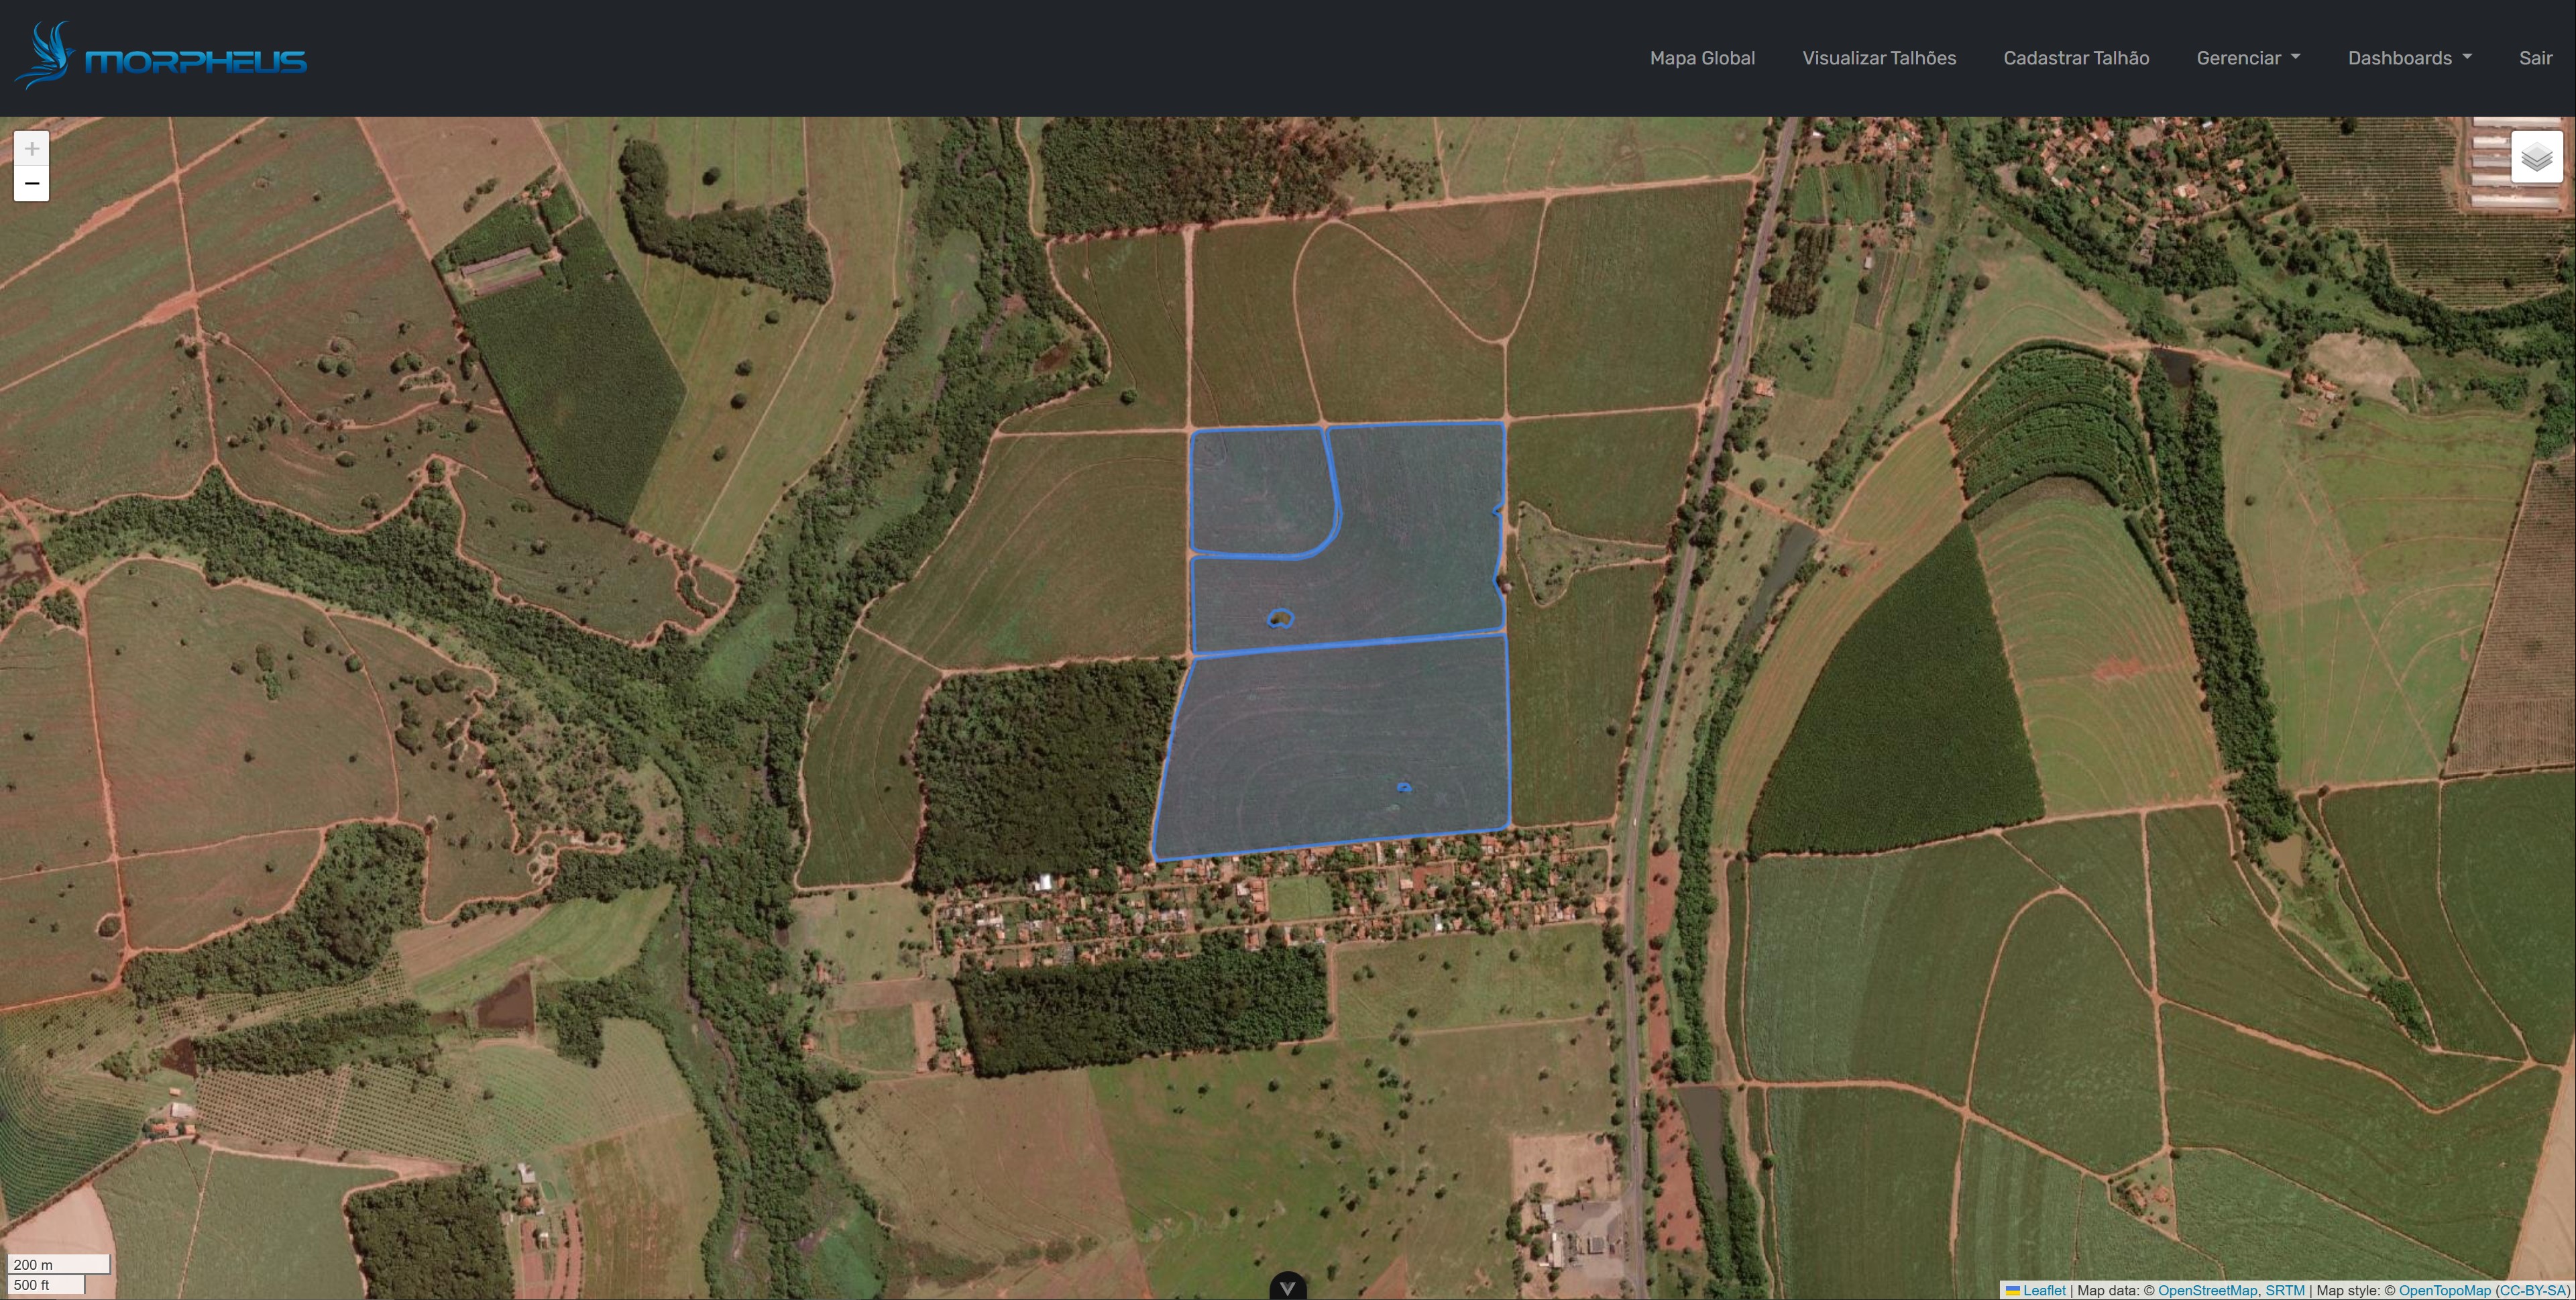 MORPHEUS
Mapa Global
Visualizar Talhões
Cadastrar Talhão
Gerenciar
Dashboards
Sair
+
−
200 m
500 ft
Leaflet | Map data: © OpenStreetMap, SRTM | Map style: © OpenTopoMap (CC-BY-SA)